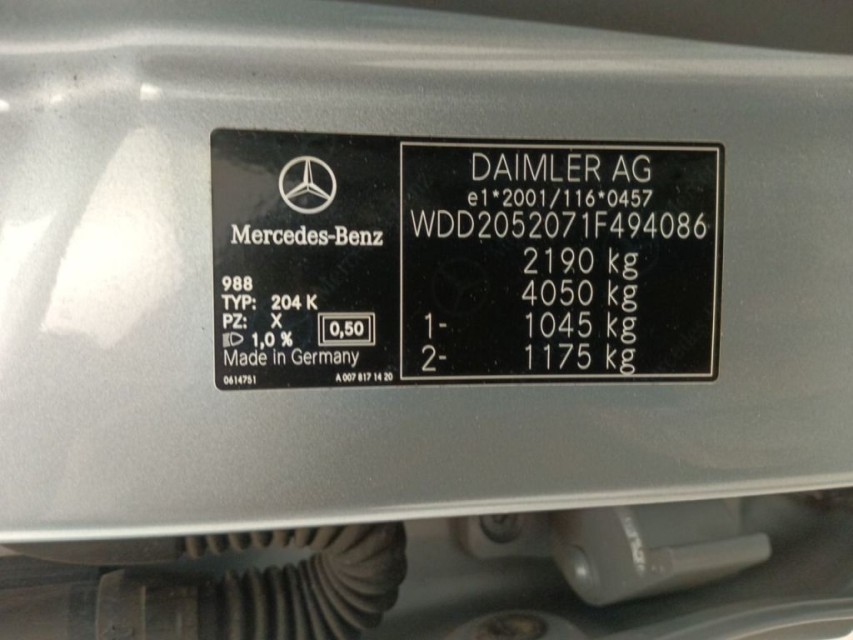 Mercedes-Benz
988
TYP: 204 K
PZ: X
1,0 %
0,50
Made in Germany
0614751
A 007 817 14 20
DAIMLER AG
e1*2001/116*0457
WDD2052071F494086
2190 kg
4050 kg
1- 1045 kg
2- 1175 kg